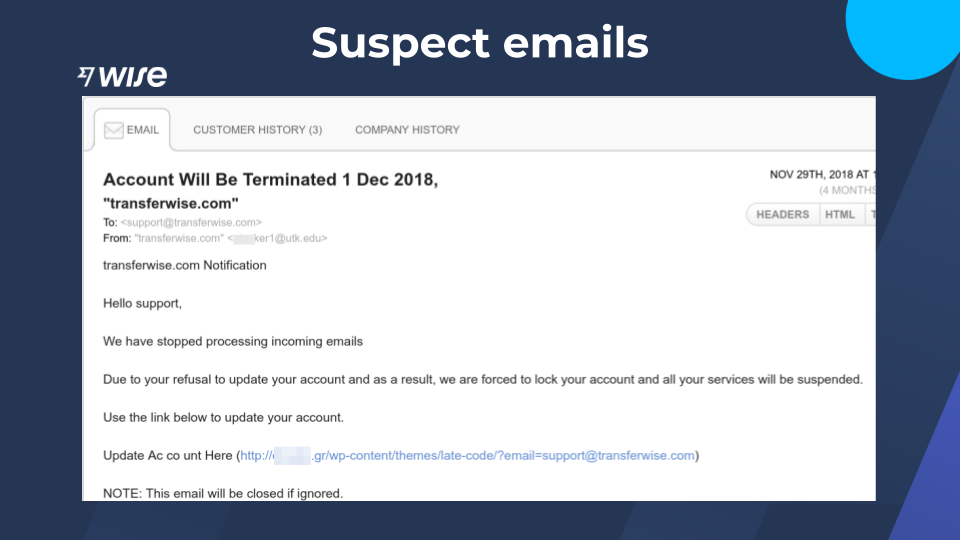 Suspect emails
wise
EMAIL
CUSTOMER HISTORY (3)
COMPANY HISTORY
Account Will Be Terminated 1 Dec 2018,
NOV 29TH, 2018 AT
"transferwise.com"
(4 MONTHS
To: <support@transferwise.com>
HEADERS
HTML
From: "transferwise.com" < ker1@utk.edu>
transferwise.com Notification
Hello support,
We have stopped processing incoming emails
Due to your refusal to update your account and as a result, we are forced to lock your account and all your services will be suspended.
Use the link below to update your account.
Update Ac co unt Here (http:// .gr/wp-content/themes/late-code/?email=support@transferwise.com)
NOTE: This email will be closed if ignored.